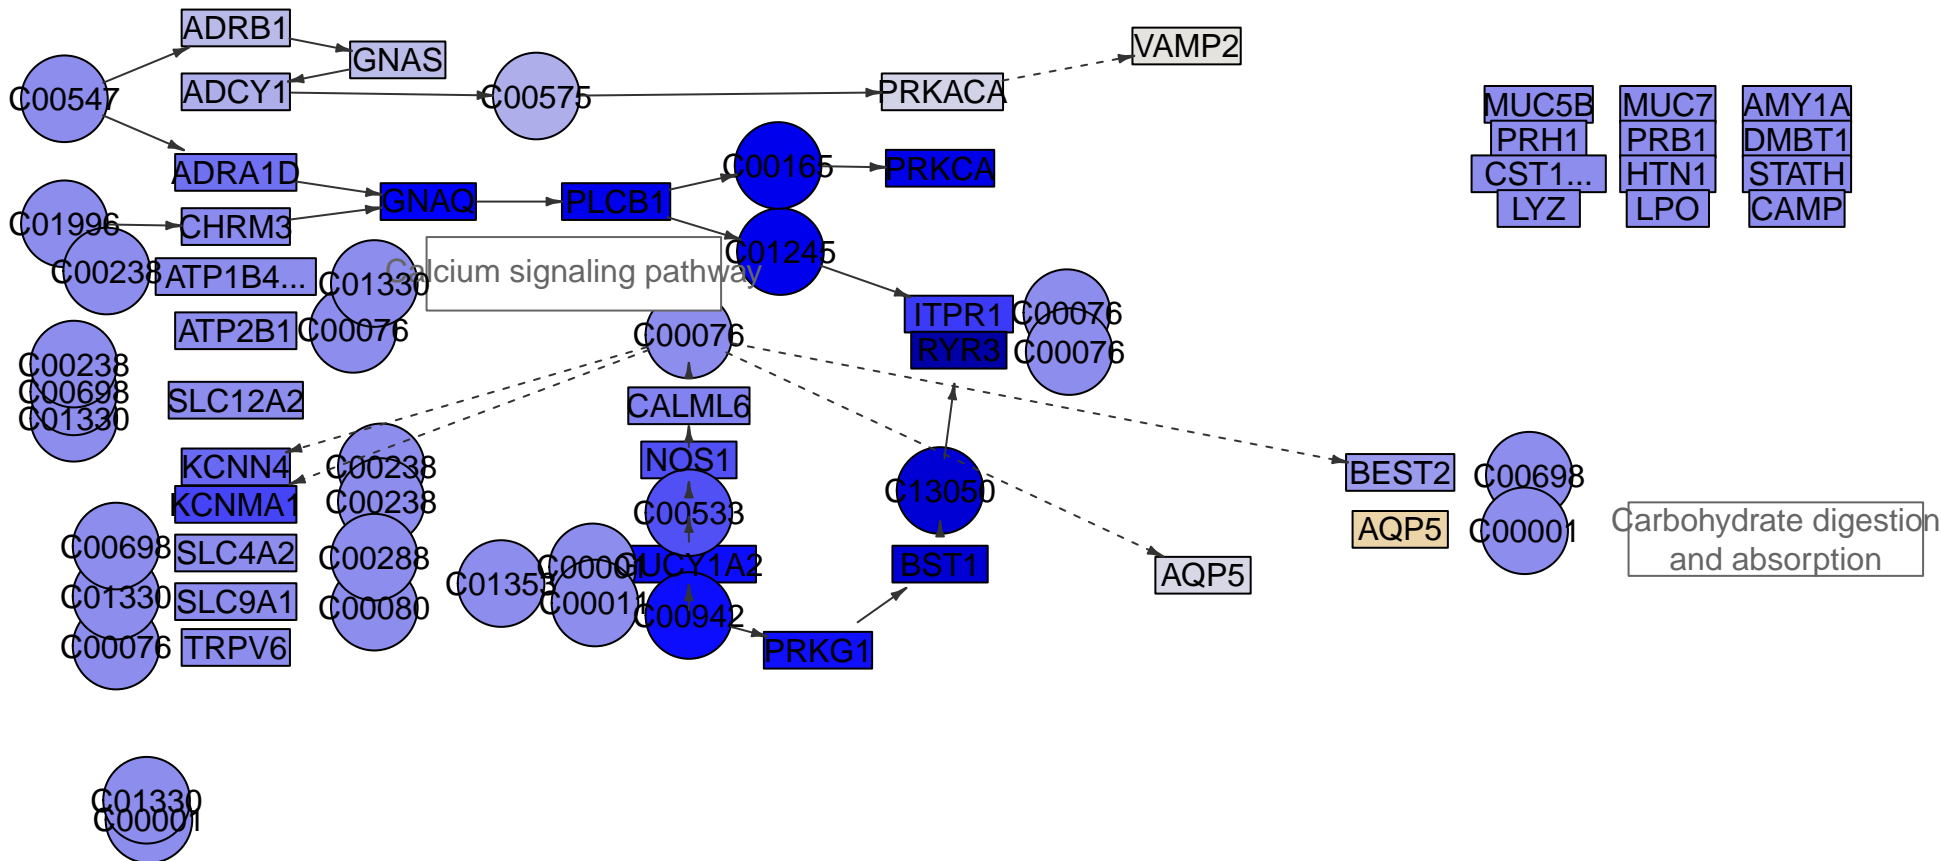 ADRB1
GNAS
VAMP2
C00547
ADCY1
C00575
PRKACA
MUC5B
MUC7
AMY1A
PRH1
PRB1
DMBT1
CST1...
HTN1
STATH
LYZ
LPO
CAMP
ADRA1D
C00165
PRKCA
GNAQ
PLCB1
C01996
CHRM3
C01245
C00238
ATP1B4...
C01330
Calcium signaling pathway
ATP2B1
C00076
C00076
ITPR1
C00076
RYR3
C00076
C00238
C00698
C01330
SLC12A2
CALML6
KCNN4
C00238
NOS1
BEST2
C00698
KCNMA1
C00238
C00533
C13050
AQP5
C00001
Carbohydrate digestion
and absorption
C00698
SLC4A2
C00288
C01353
C00001
GUCY1A2
BST1
AQP5
C01330
SLC9A1
C00080
C00011
C00942
C00076
TRPV6
PRKG1
C01330
C00001